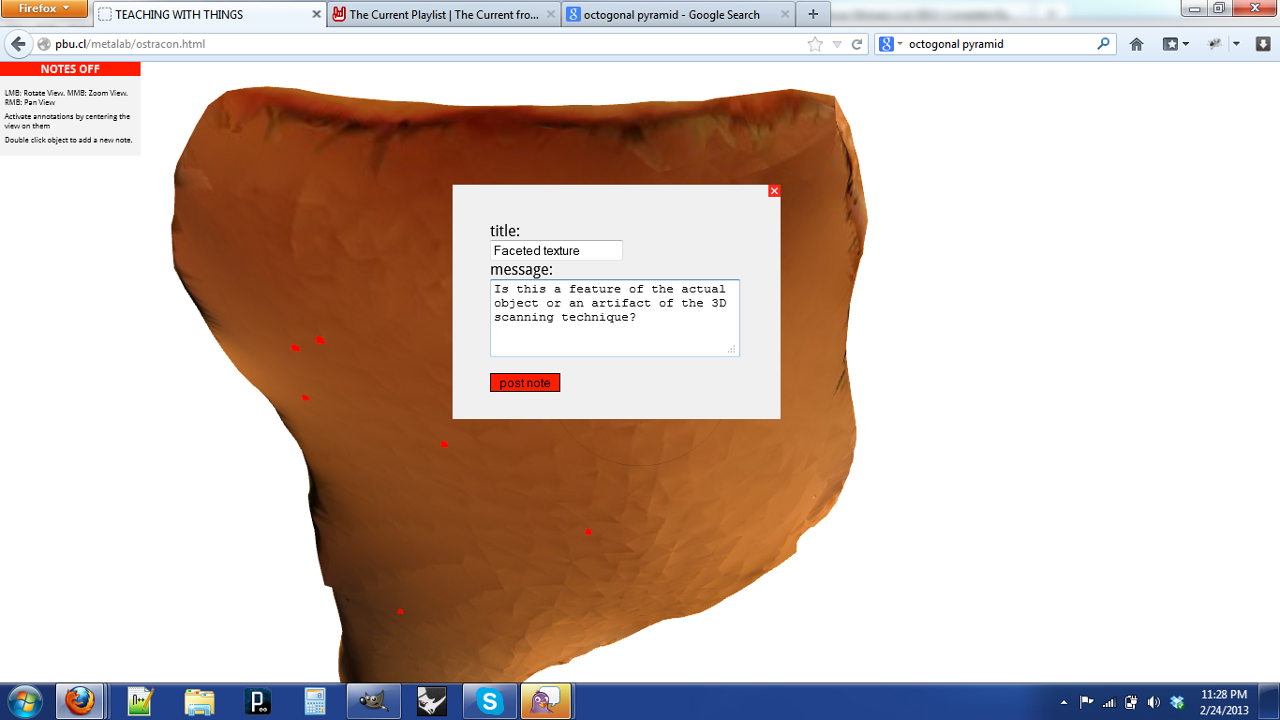 Firefox
TEACHING WITH THINGS
The Current Playlist | The Current fro...
octogonal pyramid - Google Search
pbu.cl/metalab/ostracon.html
octogonal pyramid
NOTES OFF
LMB: Rotate View. MMB: Zoom View.
RMB: Pan View
Activate annotations by centering the
view on them
Double click object to add a new note.
title:
Faceted texture
message:
Is this a feature of the actual
object or an artifact of the 3D
scanning technique?
post note
11:28 PM
2/24/2013